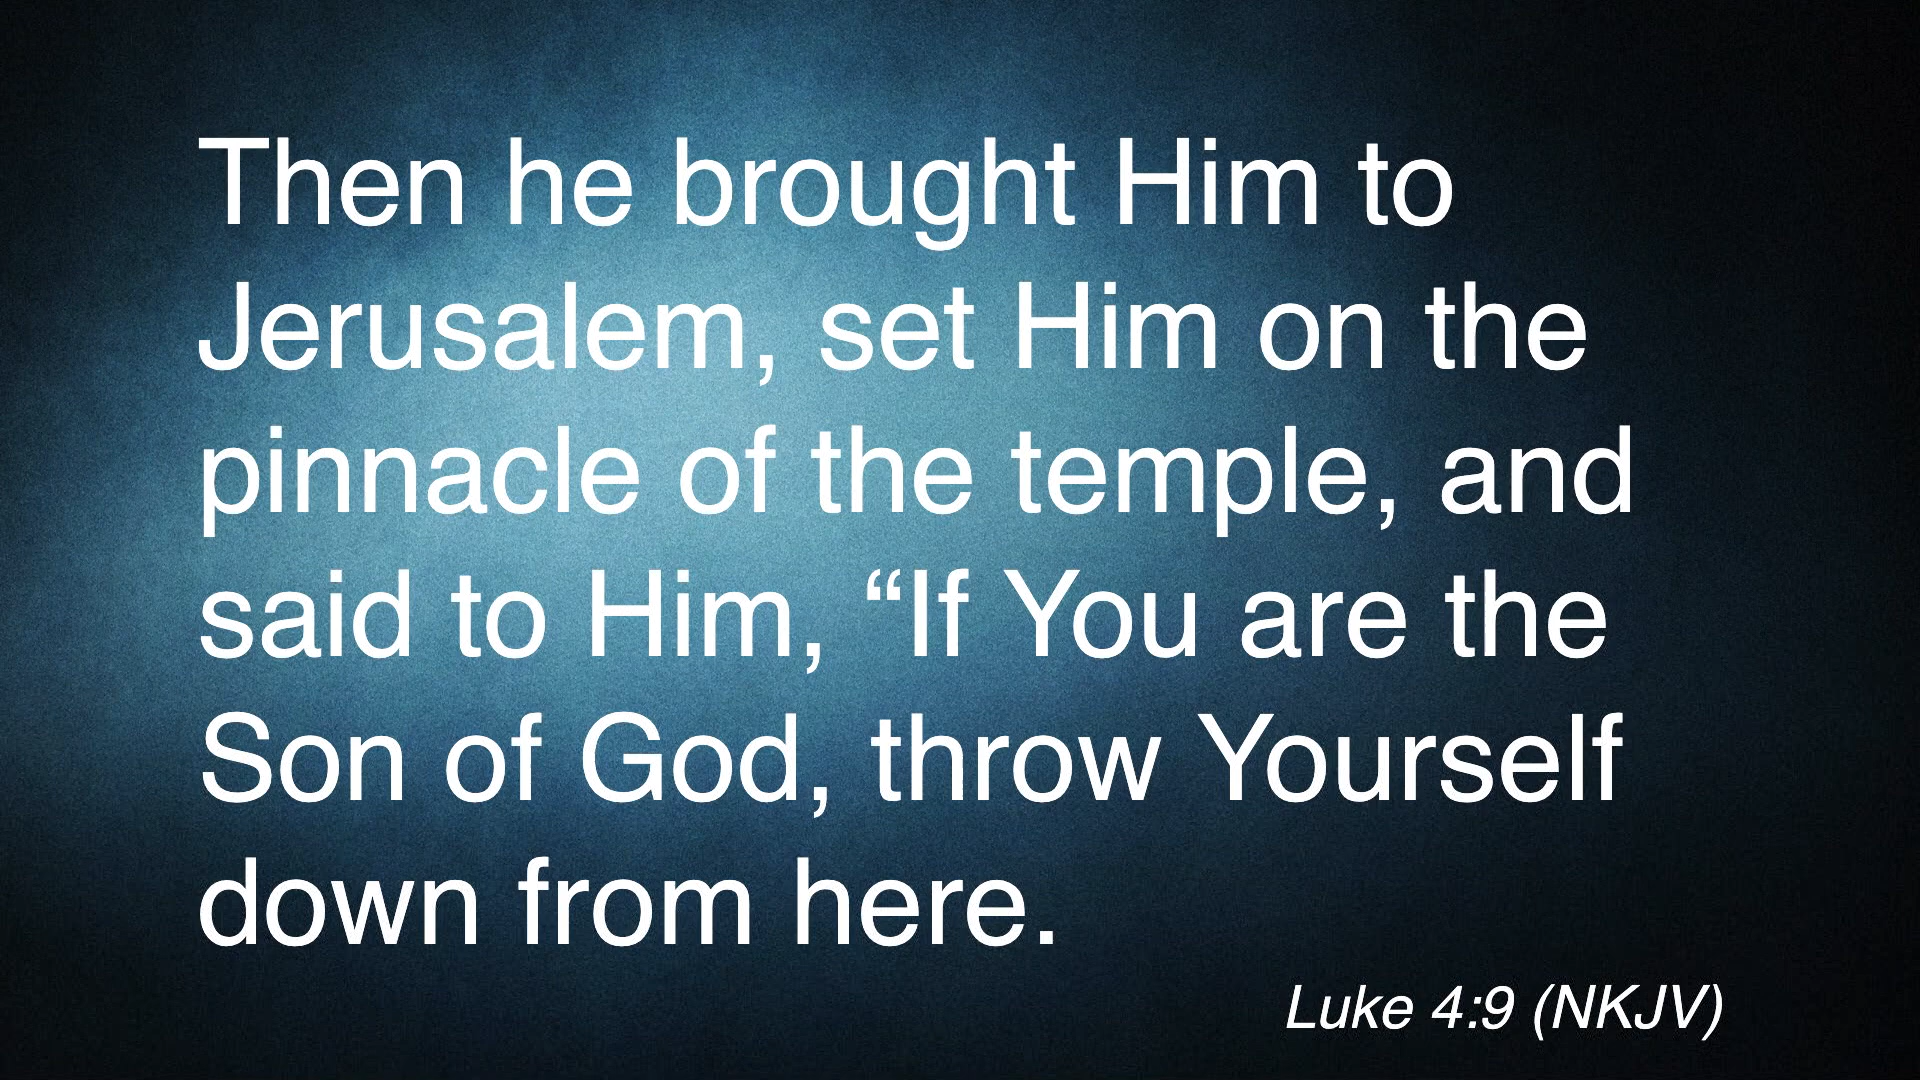 Then he brought Him to
Jerusalem, set Him on the
pinnacle of the temple, and
said to Him, “If You are the
Son of God, throw Yourself
down from here.
Luke 4:9 (NKJV)